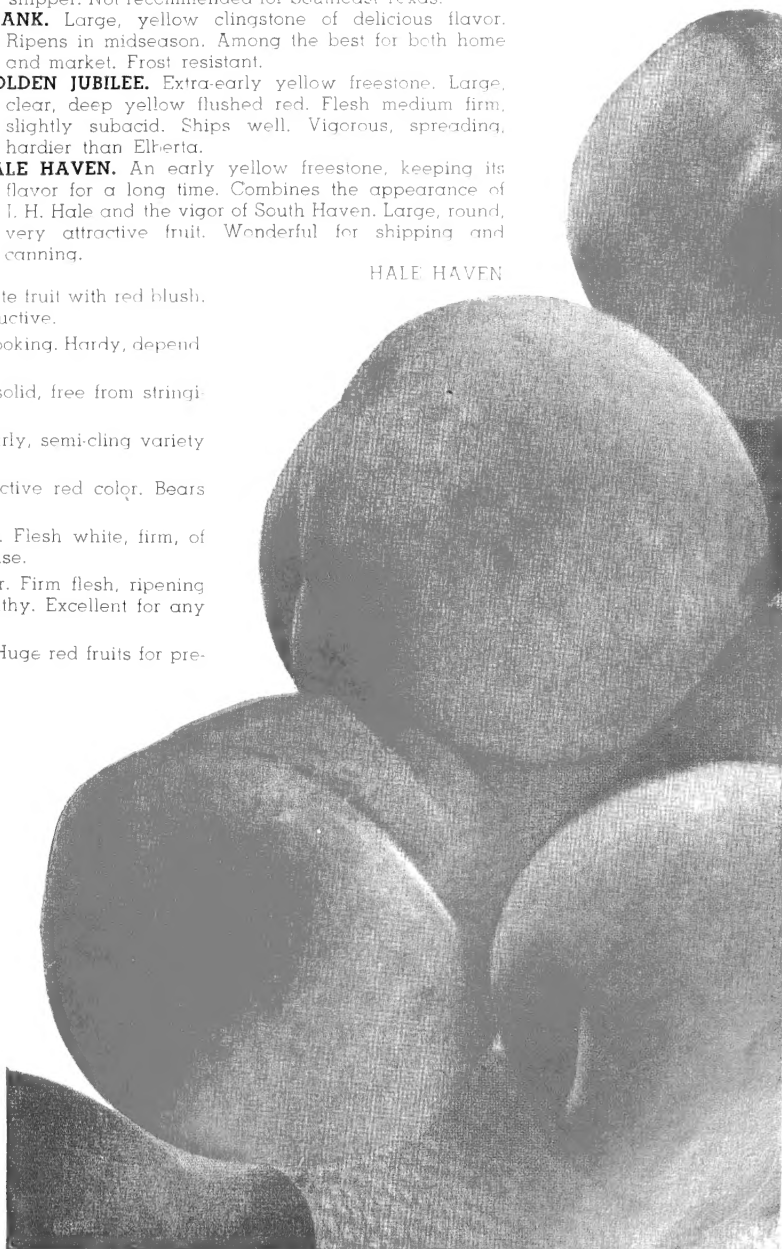 shipper. Not recommended for Southeast Texas.
ANK. Large, yellow clingstone of delicious flavor.
Ripens in midseason. Among the best for both home
and market. Frost resistant.
OLDEN JUBILEE. Extra-early yellow freestone. Large,
clear, deep yellow flushed red. Flesh medium firm,
slightly subacid. Ships well. Vigorous, spreading,
hardier than Elberta.
ALE HAVEN. An early yellow freestone, keeping its
flavor for a long time. Combines the appearance of
J. H. Hale and the vigor of South Haven. Large, round,
very attractive fruit. Wonderful for shipping and
canning.
HALE HAVEN
te fruit with red blush.
uctive.
ooking. Hardy, depend
solid, free from stringi-
rly, semi-cling variety
ctive red color. Bears
. Flesh white, firm, of
se.
r. Firm flesh, ripening
thy. Excellent for any
Huge red fruits for pre-